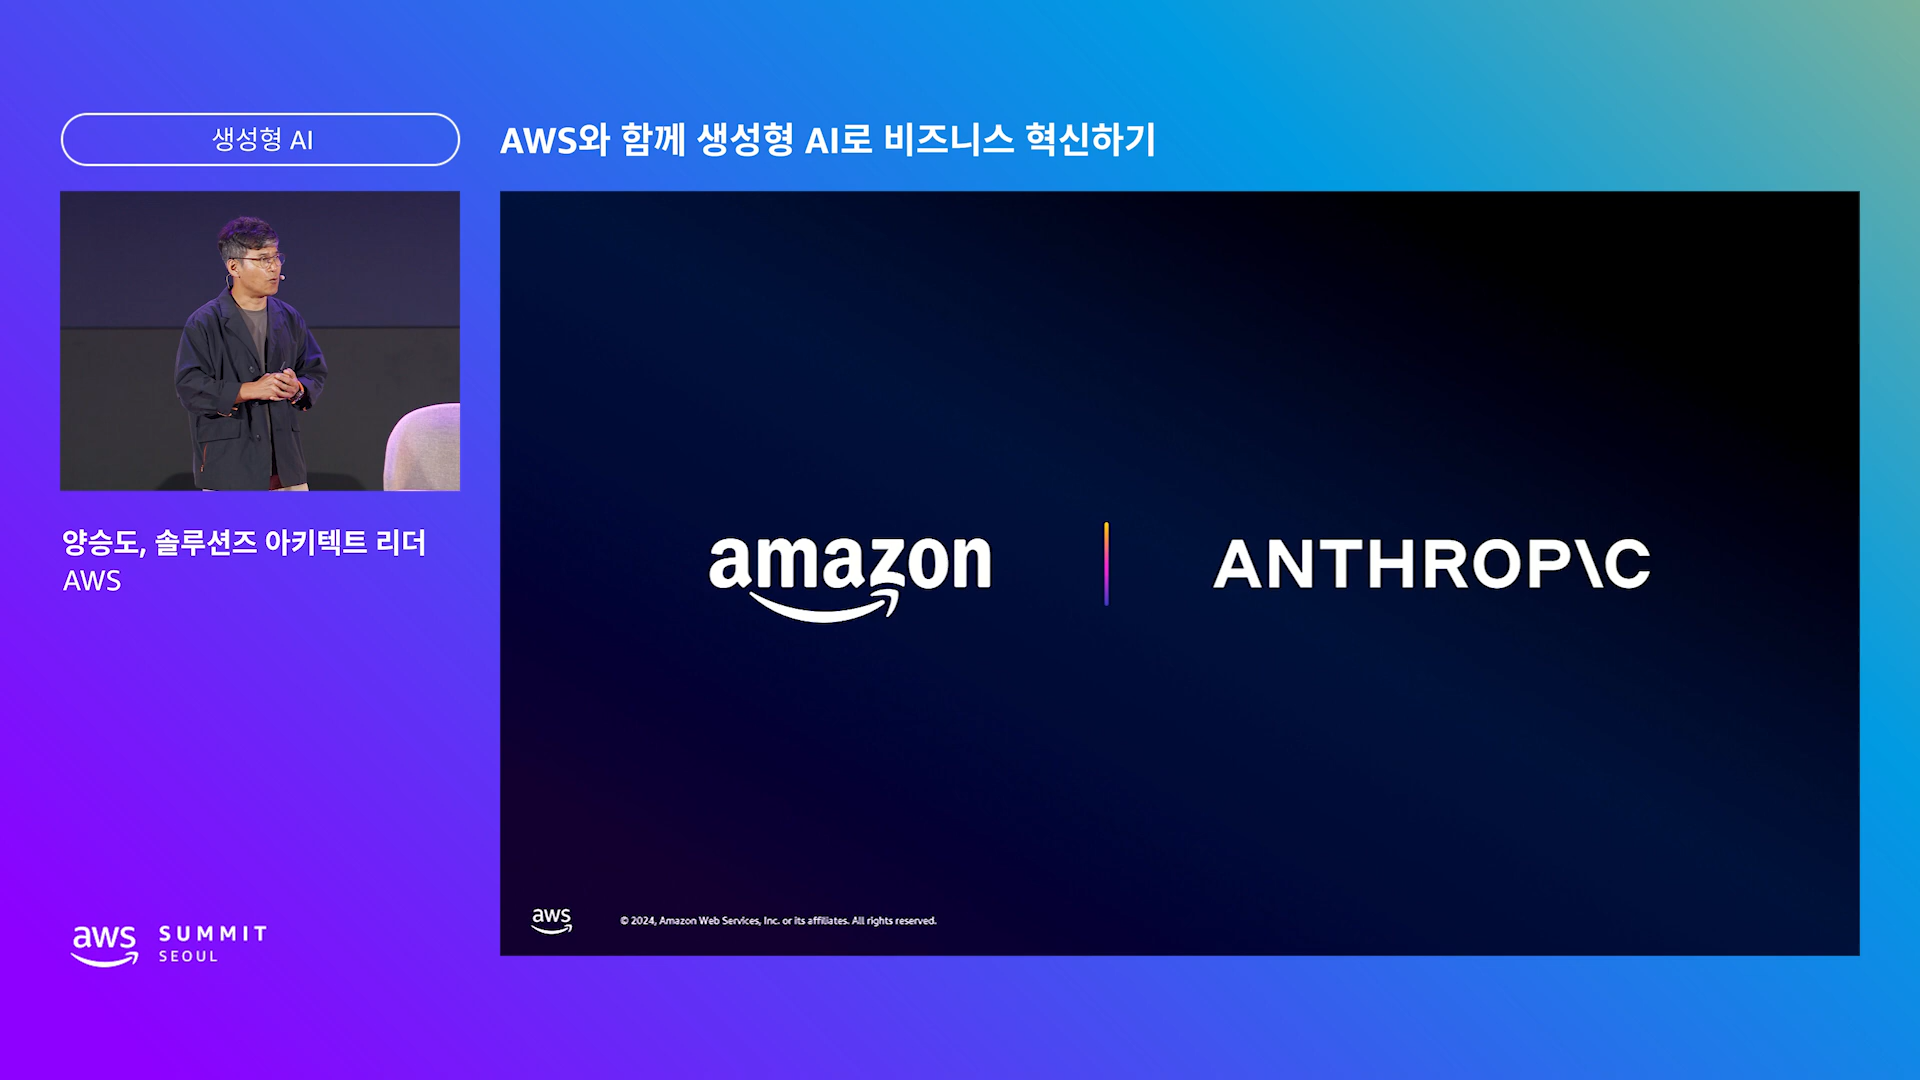 생성형 AI
AWS와 함께 생성형 AI로 비즈니스 혁신하기
양승도, 솔루션즈 아키텍트 리더
AWS
amazon
ANTHROP\C
aws
© 2024, Amazon Web Services, Inc. or its affiliates. All rights reserved.
aws SUMMIT
SEOUL